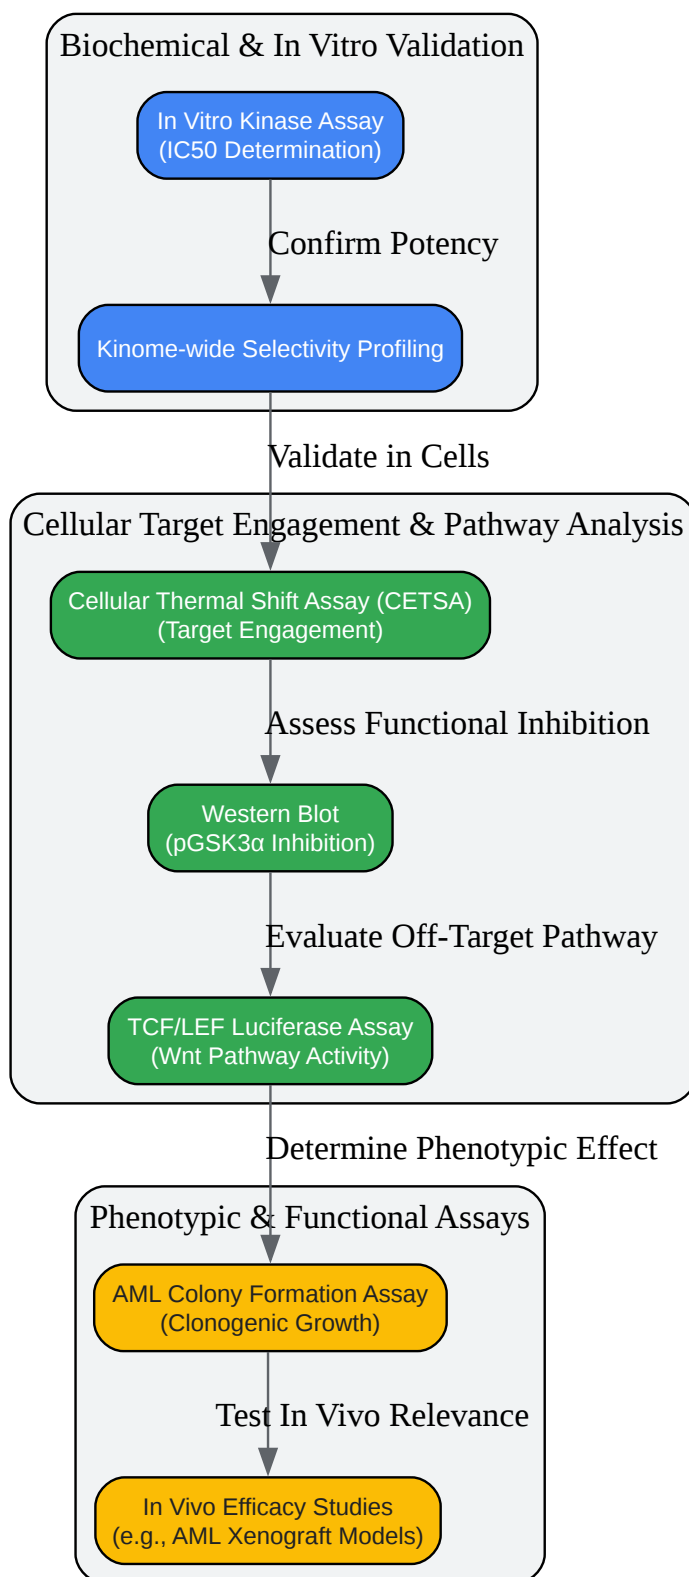 Biochemical & In Vitro Validation
In Vitro Kinase Assay
(IC50 Determination)
Confirm Potency
Kinome-wide Selectivity Profiling
Validate in Cells
Cellular Target Engagement & Pathway Analysis
Cellular Thermal Shift Assay (CETSA)
(Target Engagement)
Assess Functional Inhibition
Western Blot
(pGSK3α Inhibition)
Evaluate Off-Target Pathway
TCF/LEF Luciferase Assay
(Wnt Pathway Activity)
Determine Phenotypic Effect
Phenotypic & Functional Assays
AML Colony Formation Assay
(Clonogenic Growth)
Test In Vivo Relevance
In Vivo Efficacy Studies
(e.g., AML Xenograft Models)